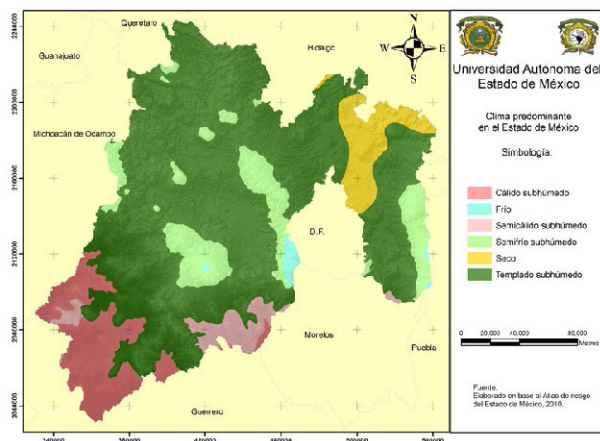 Querétaro
Guanajuato
Hidalgo
Michoacán de Ocampo
D.F.
Morelos
Puebla
Guerrero
N
W
E
S
Universidad Autónoma del
Estado de México
Clima predominante
en el Estado de México
Simbología:
Cálido subhúmedo
Frío
Semicálido subhúmedo
Semifrío subhúmedo
Seco
Templado subhúmedo
0 20,000 40,000 80,000
Metros
Fuente:
Elaborado en base al Atlas de riesgo
del Estado de México, 2010.